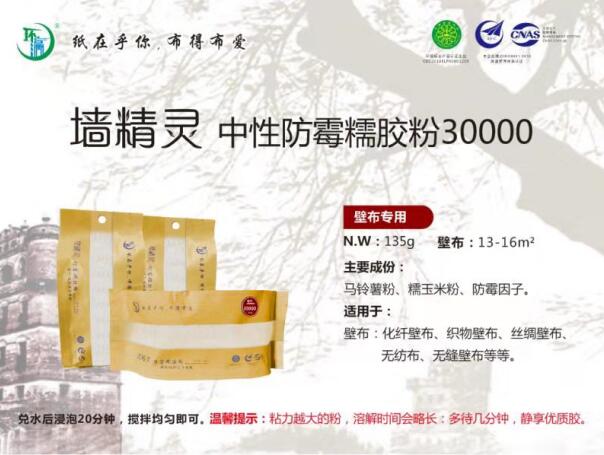 环海
纸在乎你,布得布爱
CNAS
墙精灵 中性防霉糯胶粉30000
壁布专用
N.W:135g 壁布:13-16m²
主要成份:
马铃薯粉、糯玉米粉、防霉因子。
适用于:
壁布:化纤壁布、织物壁布、丝绸壁布、
无纺布、无缝壁布等等。
30000
兑水后浸泡20分钟,搅拌均匀即可。温馨提示:粘力越大的粉,溶解时间会略长:多待几分钟,静享优质胶。